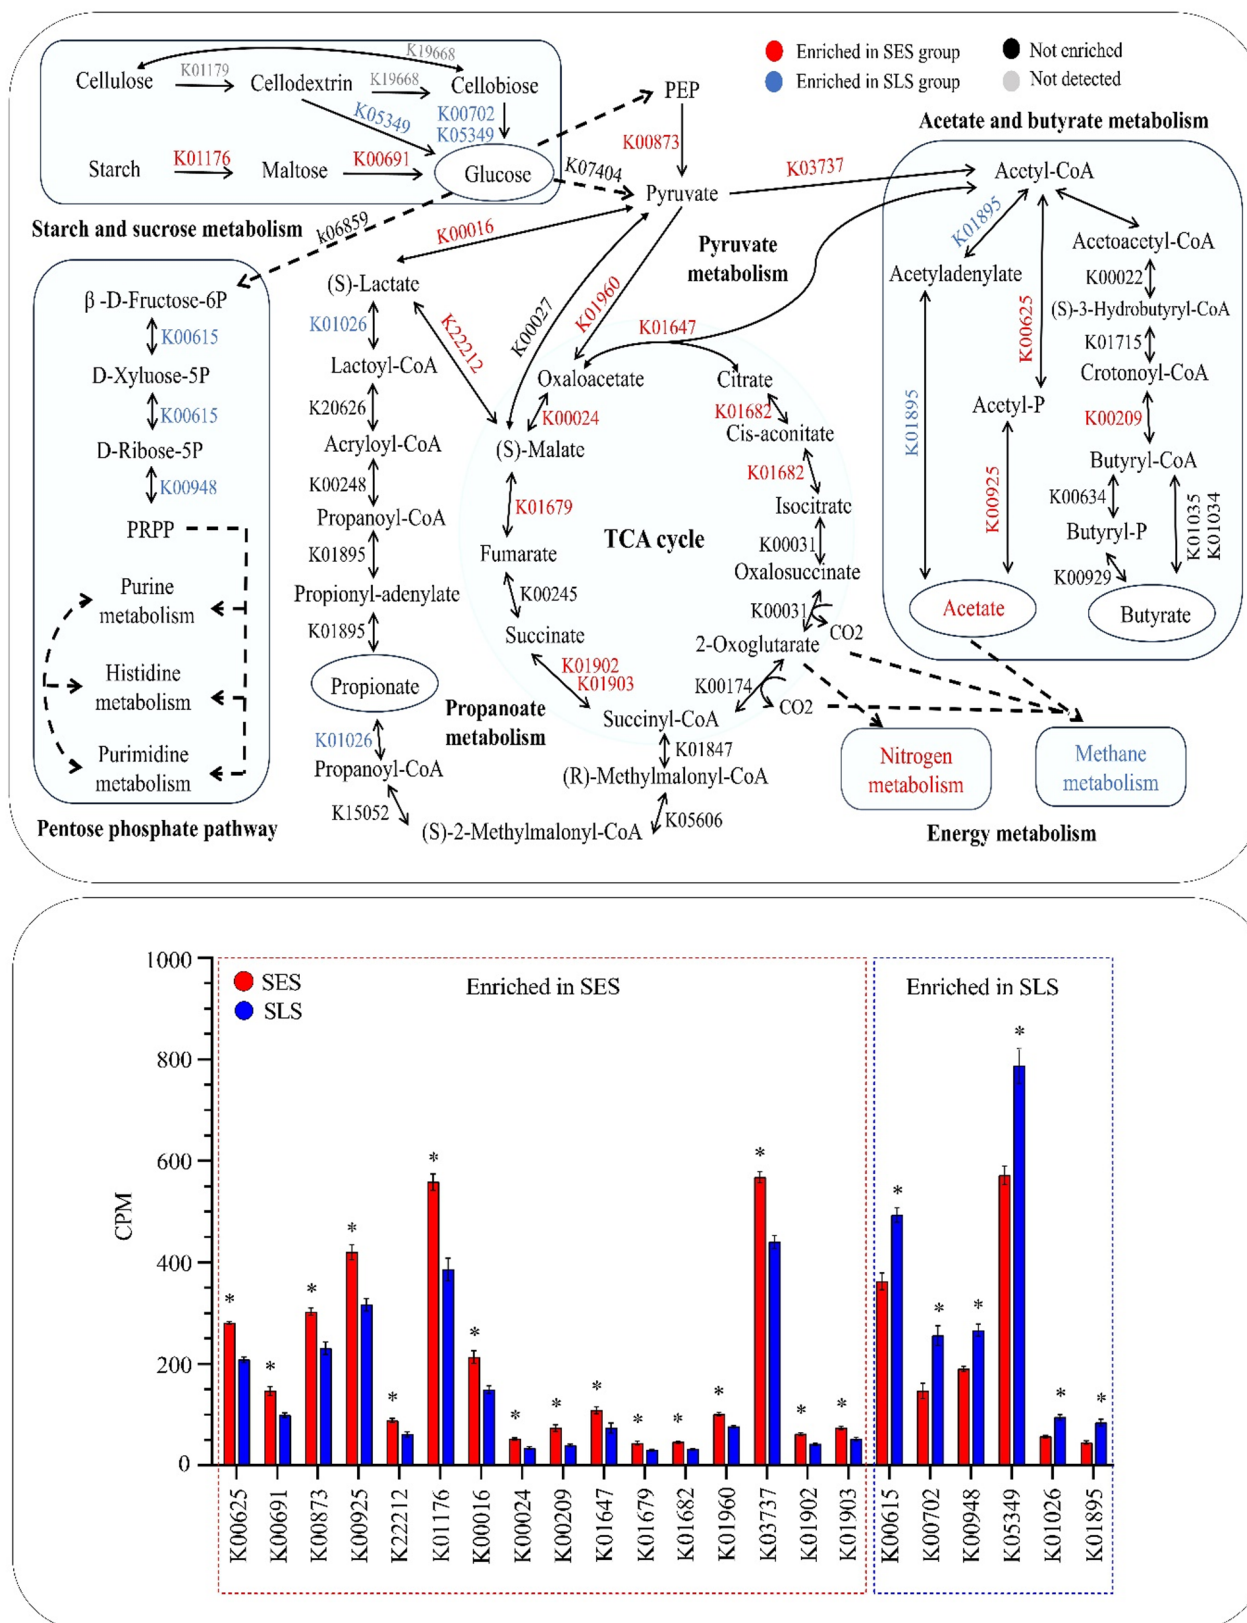 Enriched in SES group
Enriched in SLS group
Not enriched
Not detected
K19668
Cellulose
K01179
Cellodextrin
K19668
Cellobiose
K05349
K00702
K05349
Starch
K01176
Maltose
K00691
Glucose
Starch and sucrose metabolism
PEP
K00873
K07404
Pyruvate
K03737
k06859
K00016
Pyruvate
metabolism
Acetate and butyrate metabolism
Acetyl-CoA
K01895
Acetyladenylate
K01895
K00625
Acetyl-P
K00925
Acetate
Acetoacetyl-CoA
K00022
(S)-3-Hydrobutyryl-CoA
K01715
Crotonoyl-CoA
K00209
Butyryl-CoA
K00634
Butyryl-P
K00929
K01035
K01034
Butyrate
β -D-Fructose-6P
K00615
D-Xyluose-5P
K00615
D-Ribose-5P
K00948
PRPP
Purine
metabolism
Histidine
metabolism
Purimidine
metabolism
Pentose phosphate pathway
(S)-Lactate
K01026
Lactoyl-CoA
K20626
Acryloyl-CoA
K00248
Propanoyl-CoA
K01895
Propionyl-adenylate
K01895
Propionate
K01026
Propanoyl-CoA
K15052
(S)-2-Methylmalonyl-CoA
K05606
(R)-Methylmalonyl-CoA
K01847
Propanoate
metabolism
K22212
K00027
K01960
K01647
Oxaloacetate
Citrate
K00024
K01682
(S)-Malate
Cis-aconitate
K01682
K01679
Isocitrate
TCA cycle
K00031
Fumarate
Oxalosuccinate
K00245
K00031
CO2
Succinate
2-Oxoglutarate
K01902
K01903
K00174
CO2
Succinyl-CoA
Nitrogen
metabolism
Methane
metabolism
Energy metabolism
SES
SLS
Enriched in SES
Enriched in SLS
CPM
1000
800
600
400
200
0
* * * * * * * * * * * * * * * * * * * * * *
K00625
K00691
K00873
K00925
K22212
K01176
K00016
K00024
K00209
K01647
K01679
K01682
K01960
K03737
K01902
K01903
K00615
K00702
K00948
K05349
K01026
K01895